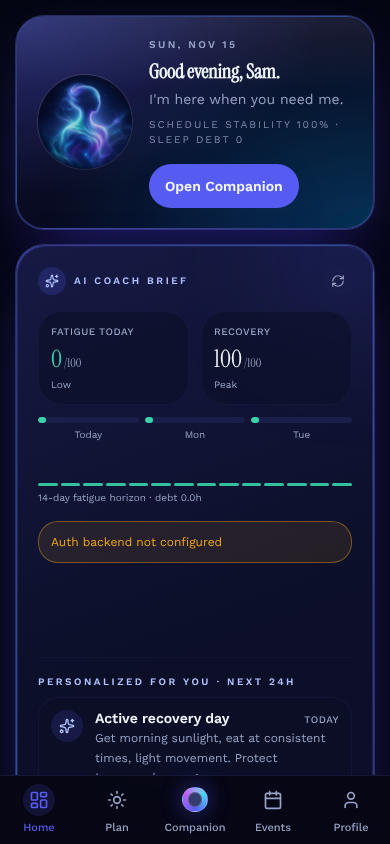 SUN, NOV 15
Good evening, Sam.
I'm here when you need me.
SCHEDULE STABILITY 100% ·
SLEEP DEBT 0
Open Companion
AI COACH BRIEF
FATIGUE TODAY
0 /100
Low
RECOVERY
100 /100
Peak
Today
Mon
Tue
14-day fatigue horizon · debt 0.0h
Auth backend not configured
PERSONALIZED FOR YOU · NEXT 24H
Active recovery day
TODAY
Get morning sunlight, eat at consistent
times, light movement. Protect
Home
Plan
Companion
Events
Profile